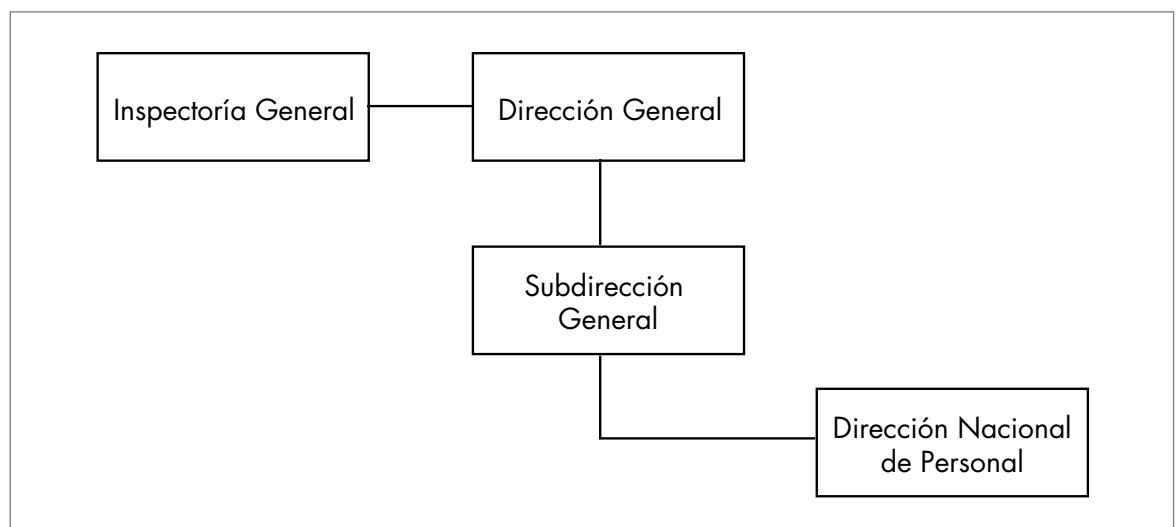 Inspectoría General
Dirección General
Subdirección
General
Dirección Nacional
de Personal